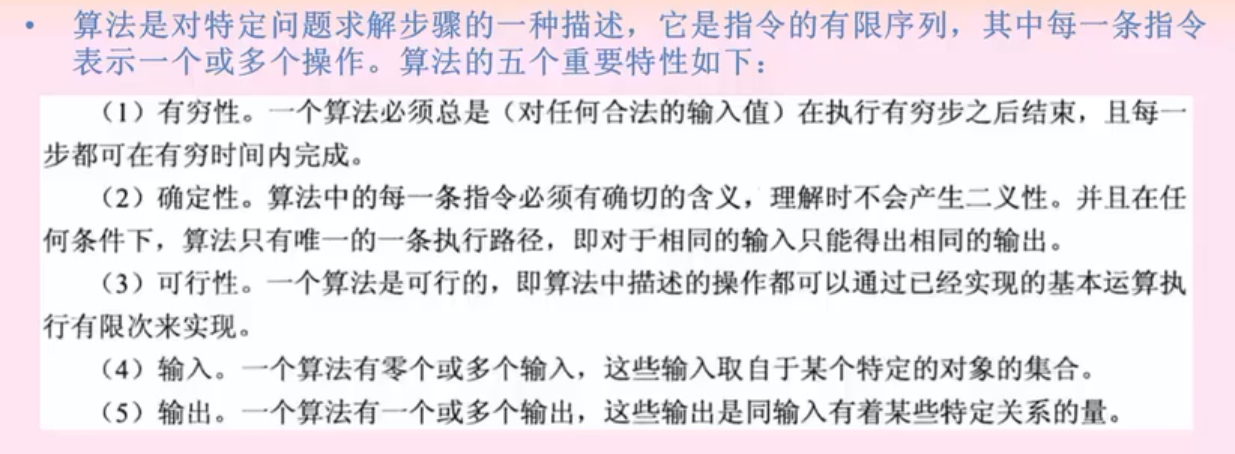 • 算法是对特定问题求解步骤的一种描述，它是指令的有限序列，其中每一条指令
表示一个或多个操作。算法的五个重要特性如下：
（1）有穷性。一个算法必须总是（对任何合法的输入值）在执行有穷步之后结束，且每一
步都可在有穷时间内完成。
（2）确定性。算法中的每一条指令必须有确切的含义，理解时不会产生二义性。并且在任
何条件下，算法只有唯一的一条执行路径，即对于相同的输入只能得出相同的输出。
（3）可行性。一个算法是可行的，即算法中描述的操作都可以通过已经实现的基本运算执
行有限次来实现。
（4）输入。一个算法有零个或多个输入，这些输入取自于某个特定的对象的集合。
（5）输出。一个算法有一个或多个输出，这些输出是同输入有着某些特定关系的量。